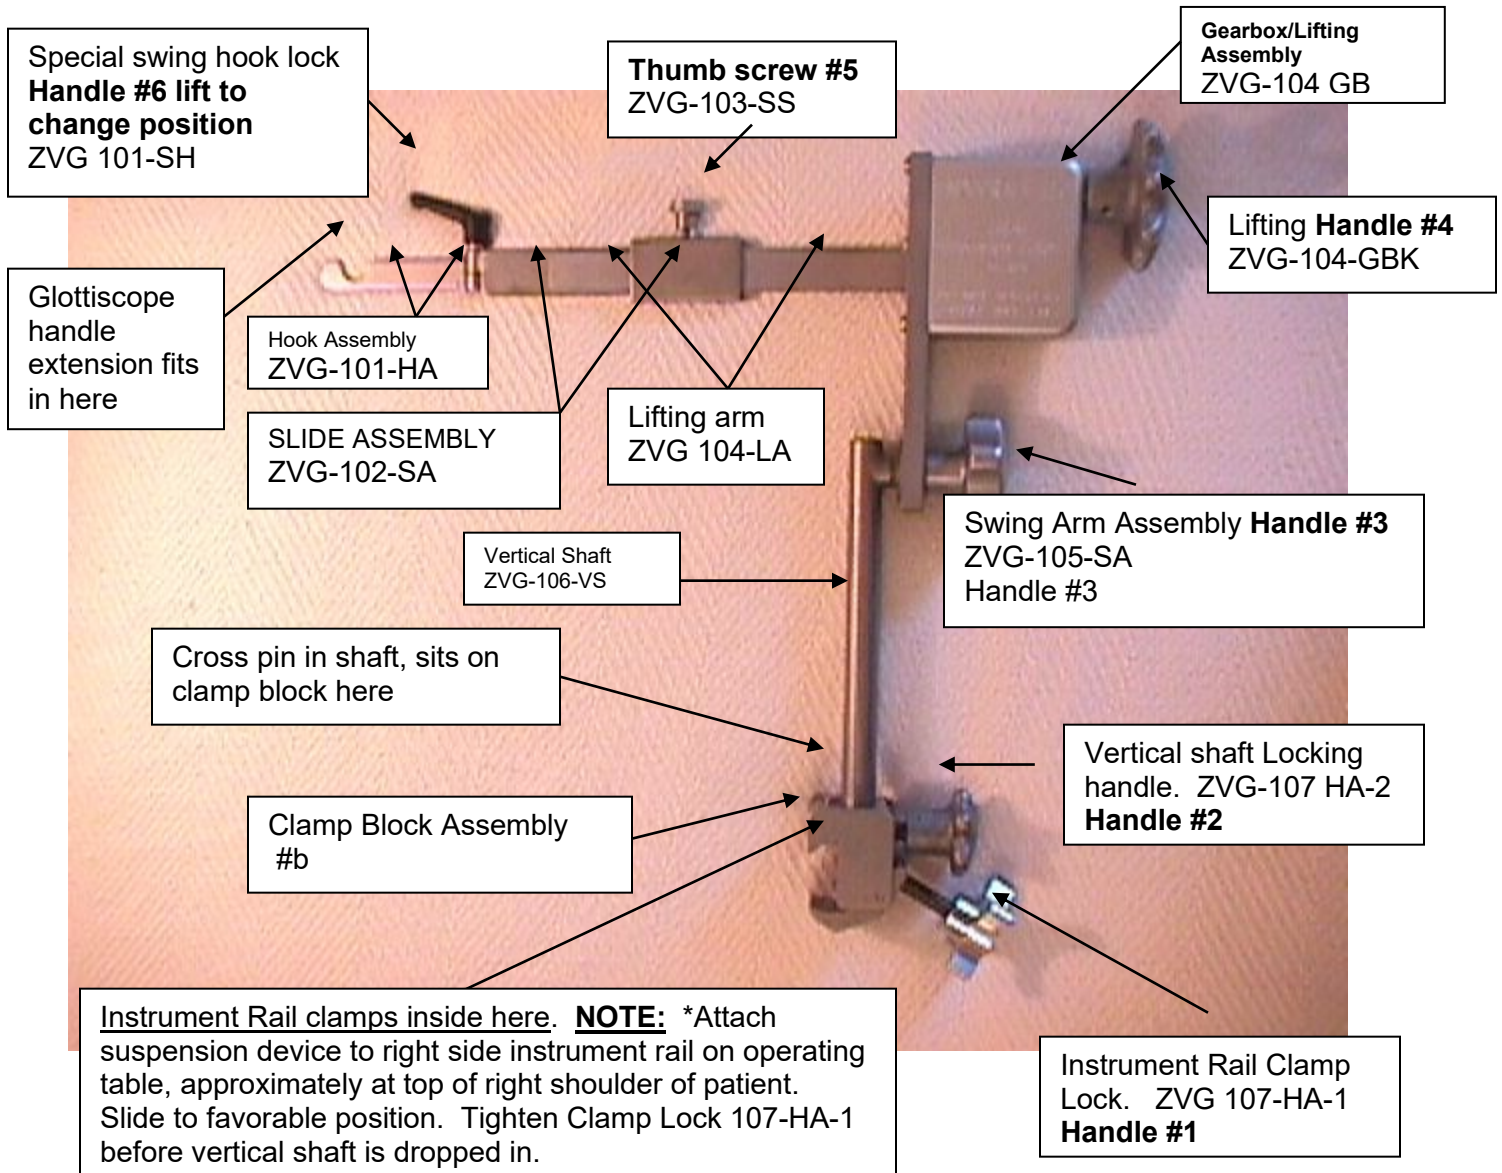 Special swing hook lock
Handle #6 lift to
change position
ZVG 101-SH
Thumb screw #5
ZVG-103-SS
Gearbox/Lifting
Assembly
ZVG-104 GB
Lifting Handle #4
ZVG-104-GBK
Glottiscope
handle
extension fits
in here
Hook Assembly
ZVG-101-HA
SLIDE ASSEMBLY
ZVG-102-SA
Lifting arm
ZVG 104-LA
Swing Arm Assembly Handle #3
ZVG-105-SA
Handle #3
Vertical Shaft
ZVG-106-VS
Cross pin in shaft, sits on
clamp block here
Vertical shaft Locking
handle. ZVG-107 HA-2
Handle #2
Clamp Block Assembly
#b
Instrument Rail clamps inside here. NOTE: *Attach
suspension device to right side instrument rail on operating
table, approximately at top of right shoulder of patient.
Slide to favorable position. Tighten Clamp Lock 107-HA-1
before vertical shaft is dropped in.
Instrument Rail Clamp
Lock. ZVG 107-HA-1
Handle #1